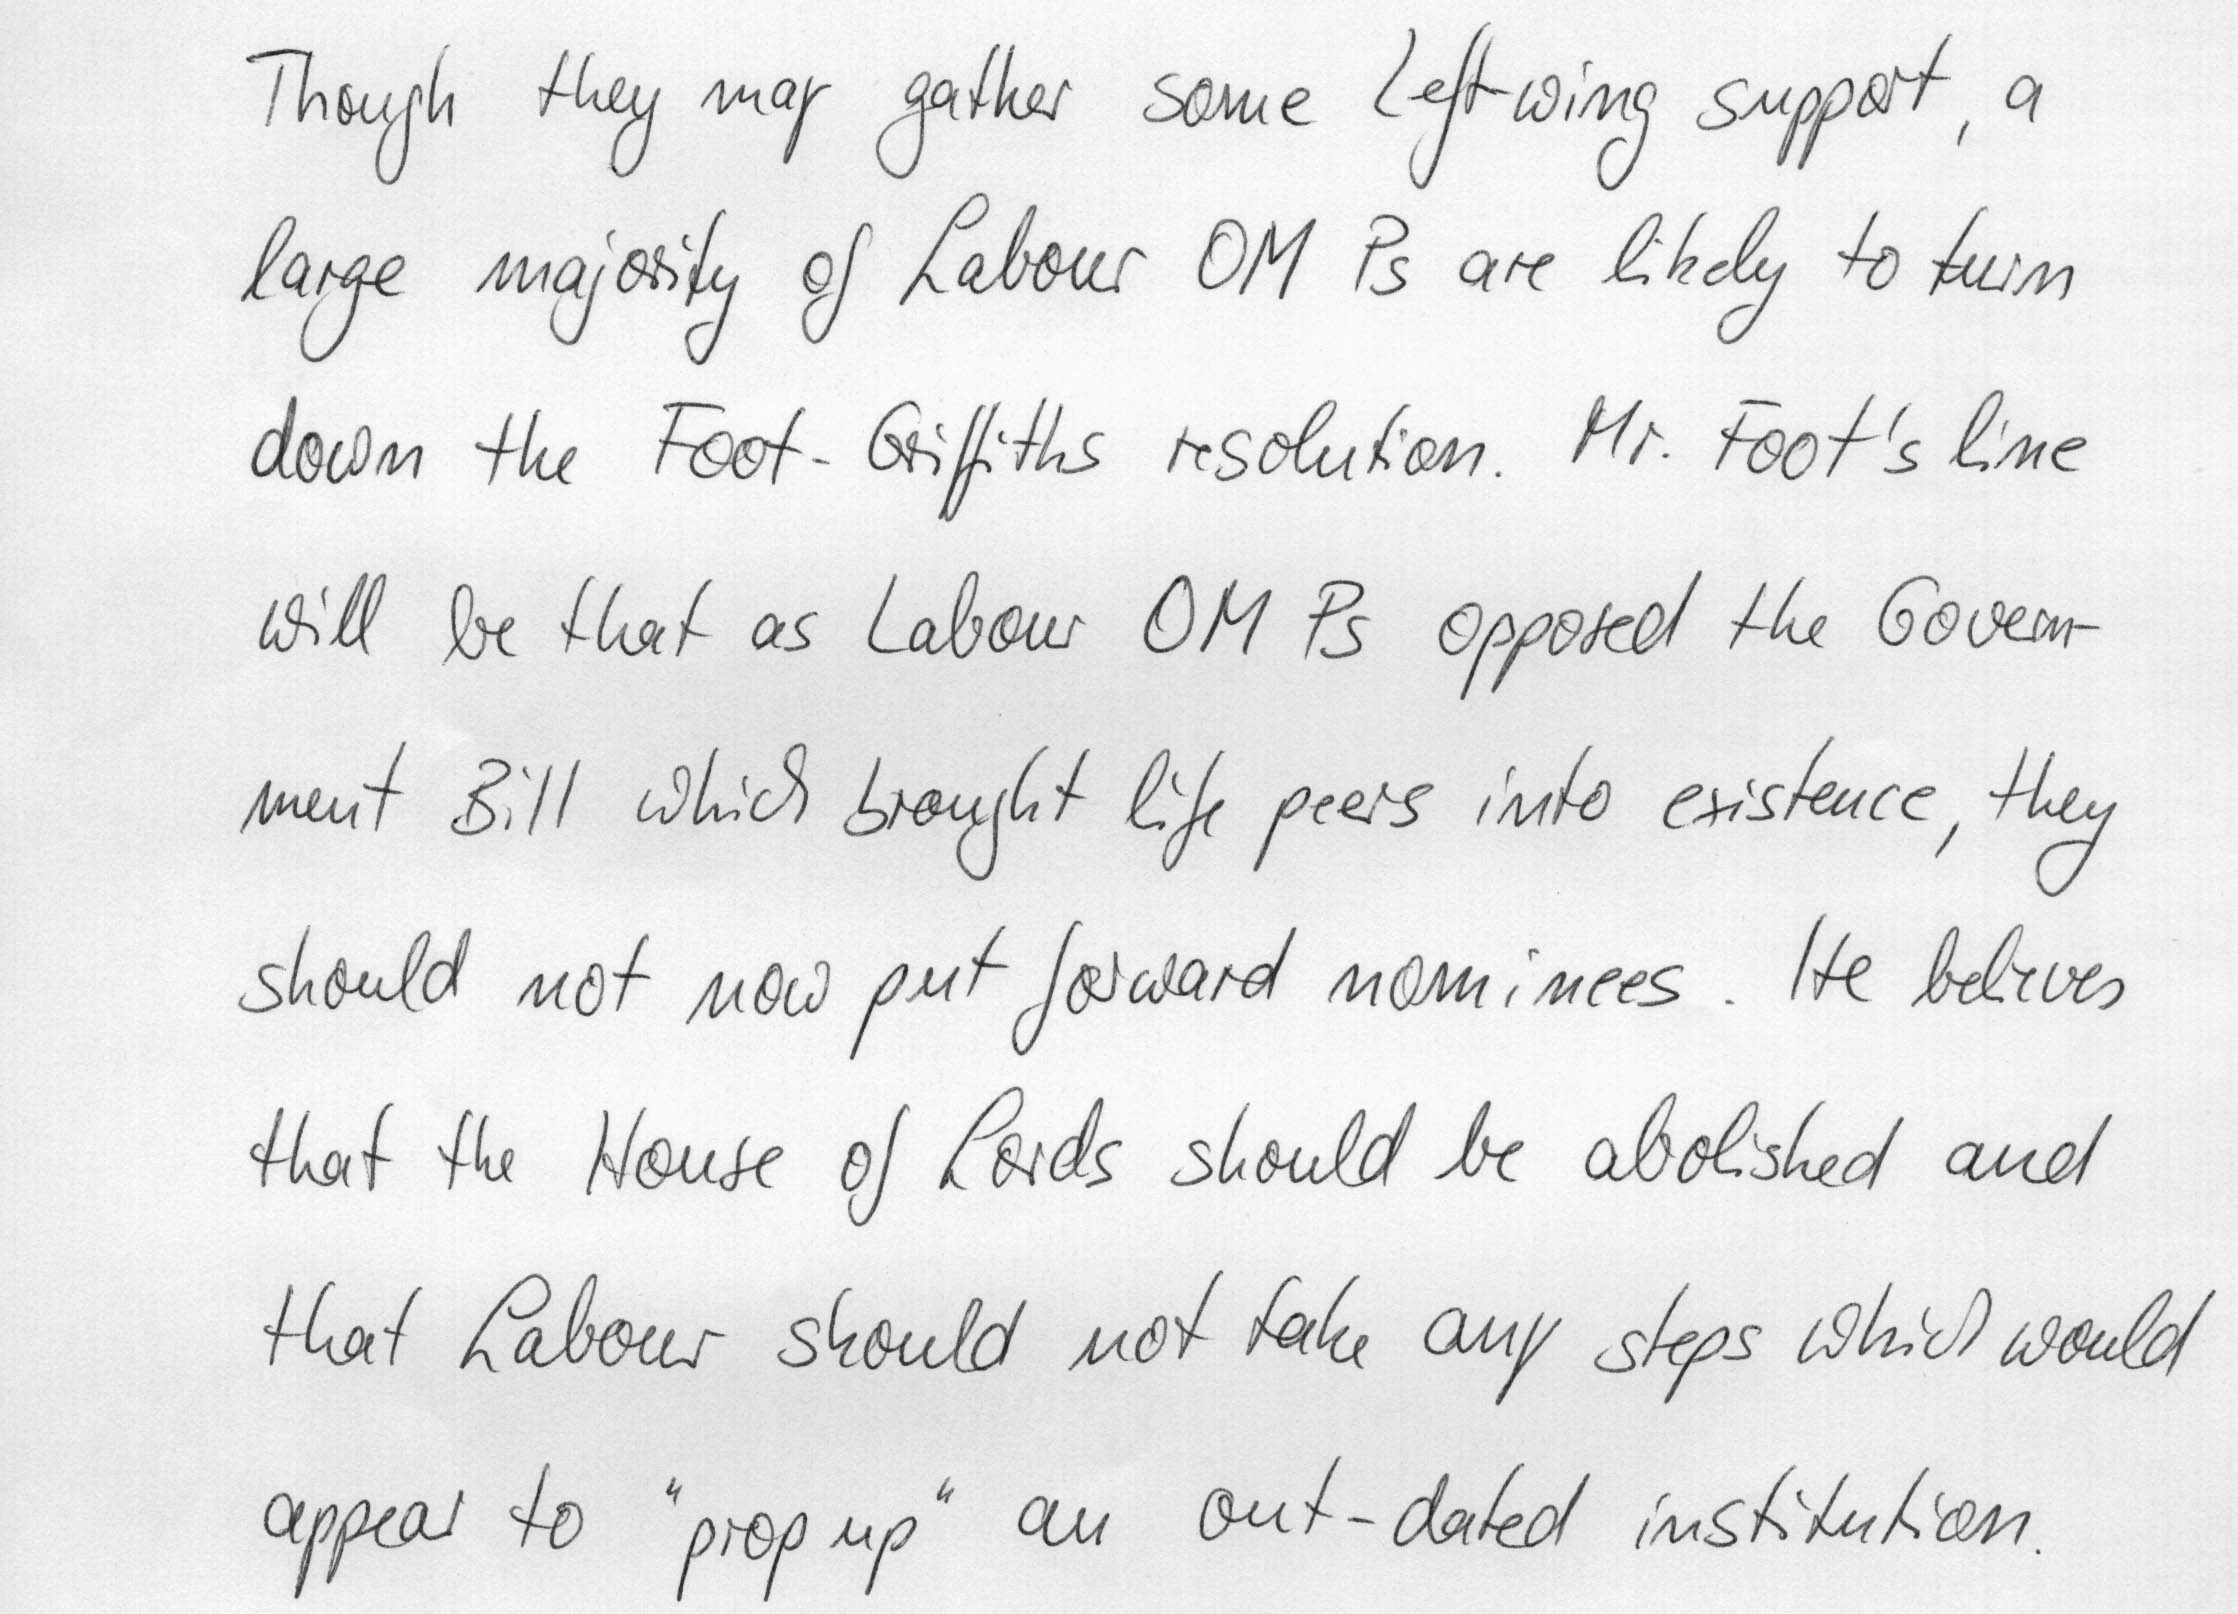 Though they may gather some Left-wing support, a
large majority of Labour OM Ps are likely to turn
down the Foot-Griffiths resolution. Mr. Foot's line
will be that as Labour OM Ps opposed the Govern-
ment Bill which brought life peers into existence, they
should not now put forward nominees. He believes
that the House of Lords should be abolished and
that Labour should not take any steps which would
appear to "prop up" an out-dated institution.